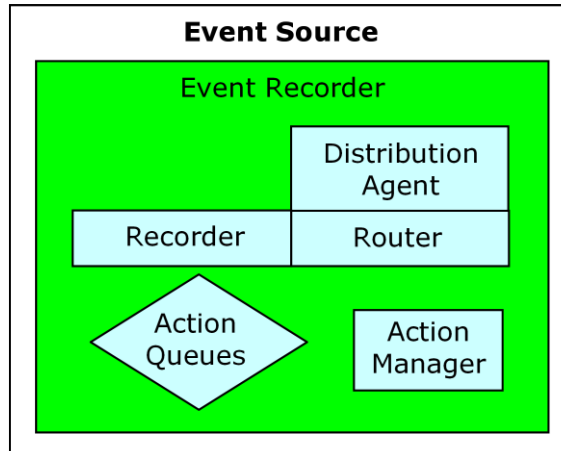 Event Source
Event Recorder
Distribution
Agent
Recorder
Router
Action
Queues
Action
Manager